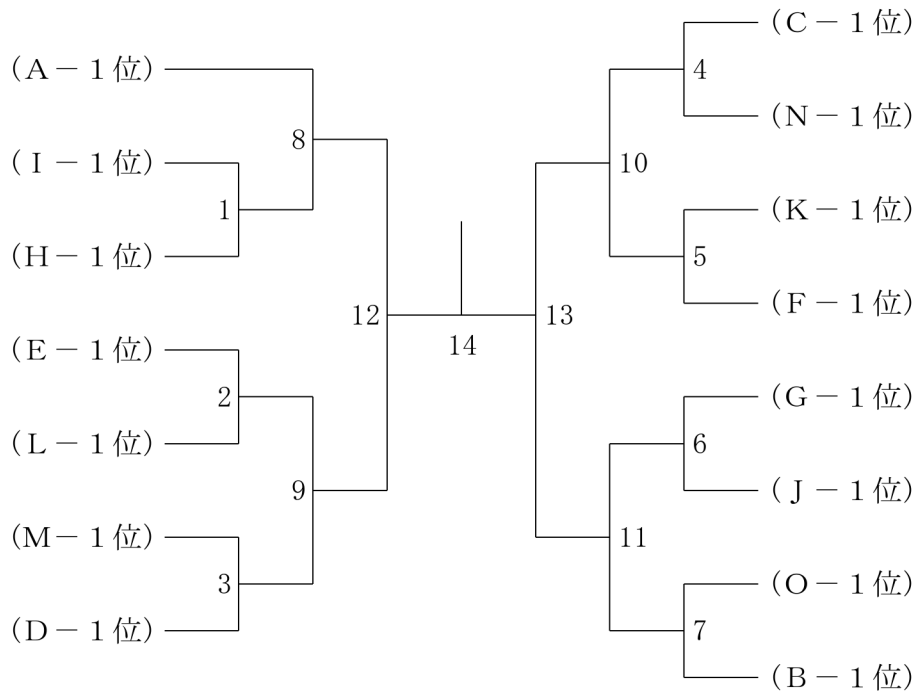 (A－1位)
(I－1位)
(H－1位)
(E－1位)
(L－1位)
(M－1位)
(D－1位)
1
2
3
8
9
12
14
13
10
11
4
5
6
7
(C－1位)
(N－1位)
(K－1位)
(F－1位)
(G－1位)
(J－1位)
(O－1位)
(B－1位)